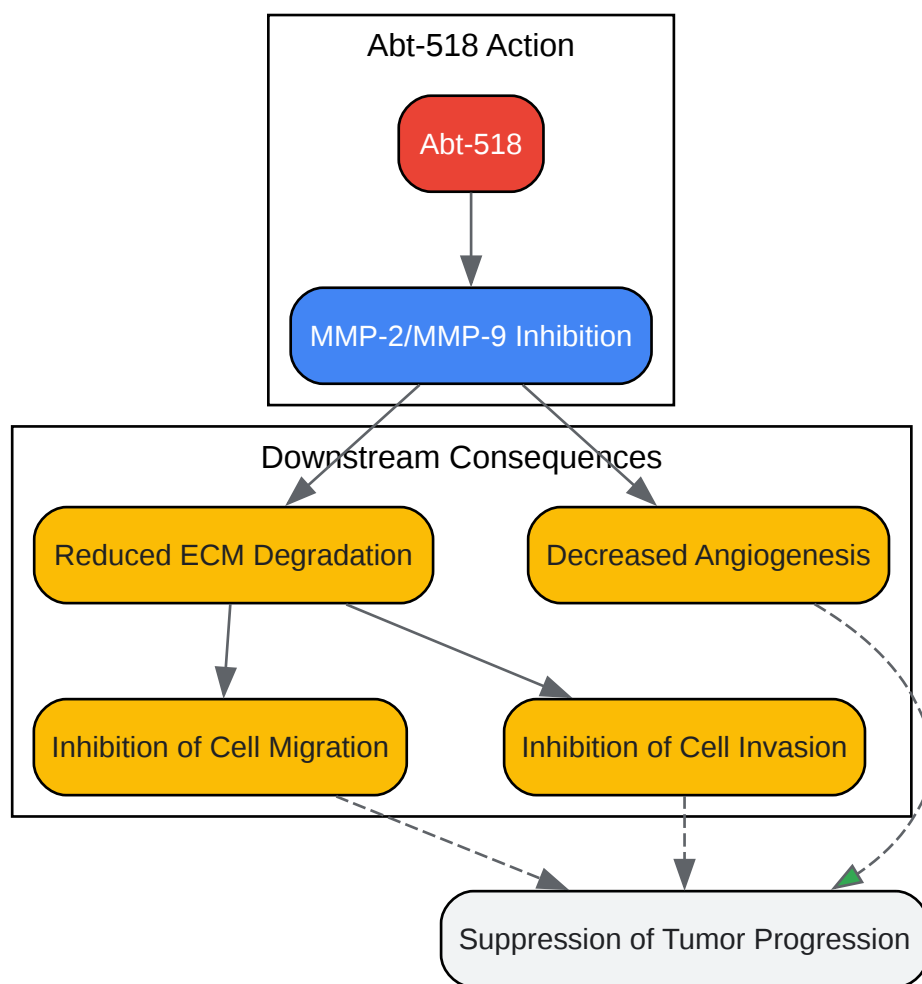 Abt-518 Action
Abt-518
MMP-2/MMP-9 Inhibition
Downstream Consequences
Reduced ECM Degradation
Decreased Angiogenesis
Inhibition of Cell Migration
Inhibition of Cell Invasion
Suppression of Tumor Progression